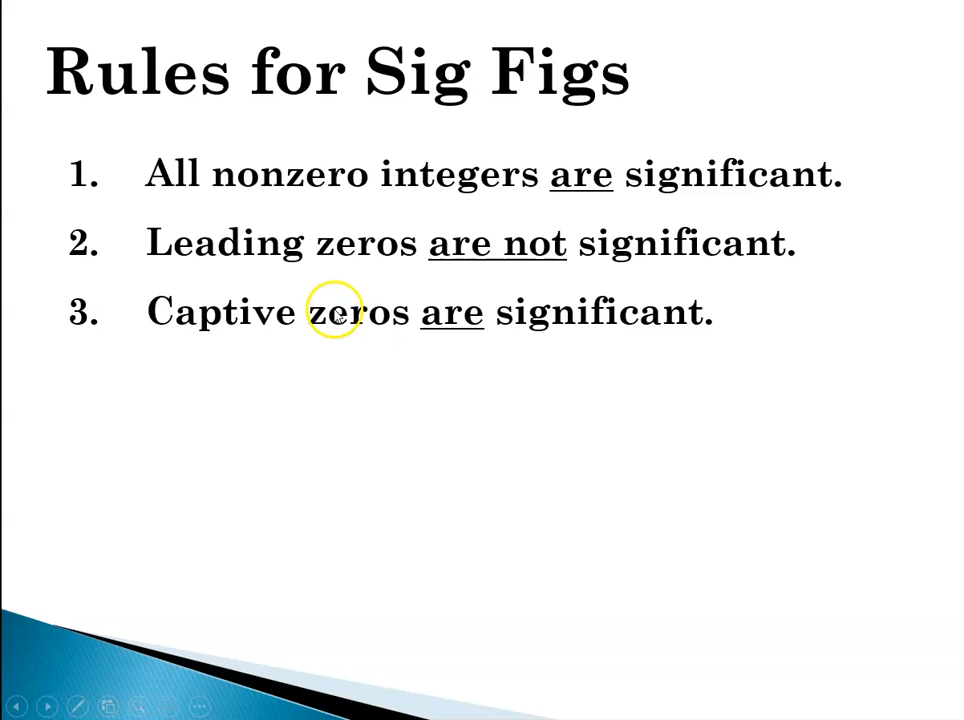 Rules for Sig Figs
1. All nonzero integers are significant.
2. Leading zeros are not significant.
3. Captive zeros are significant.